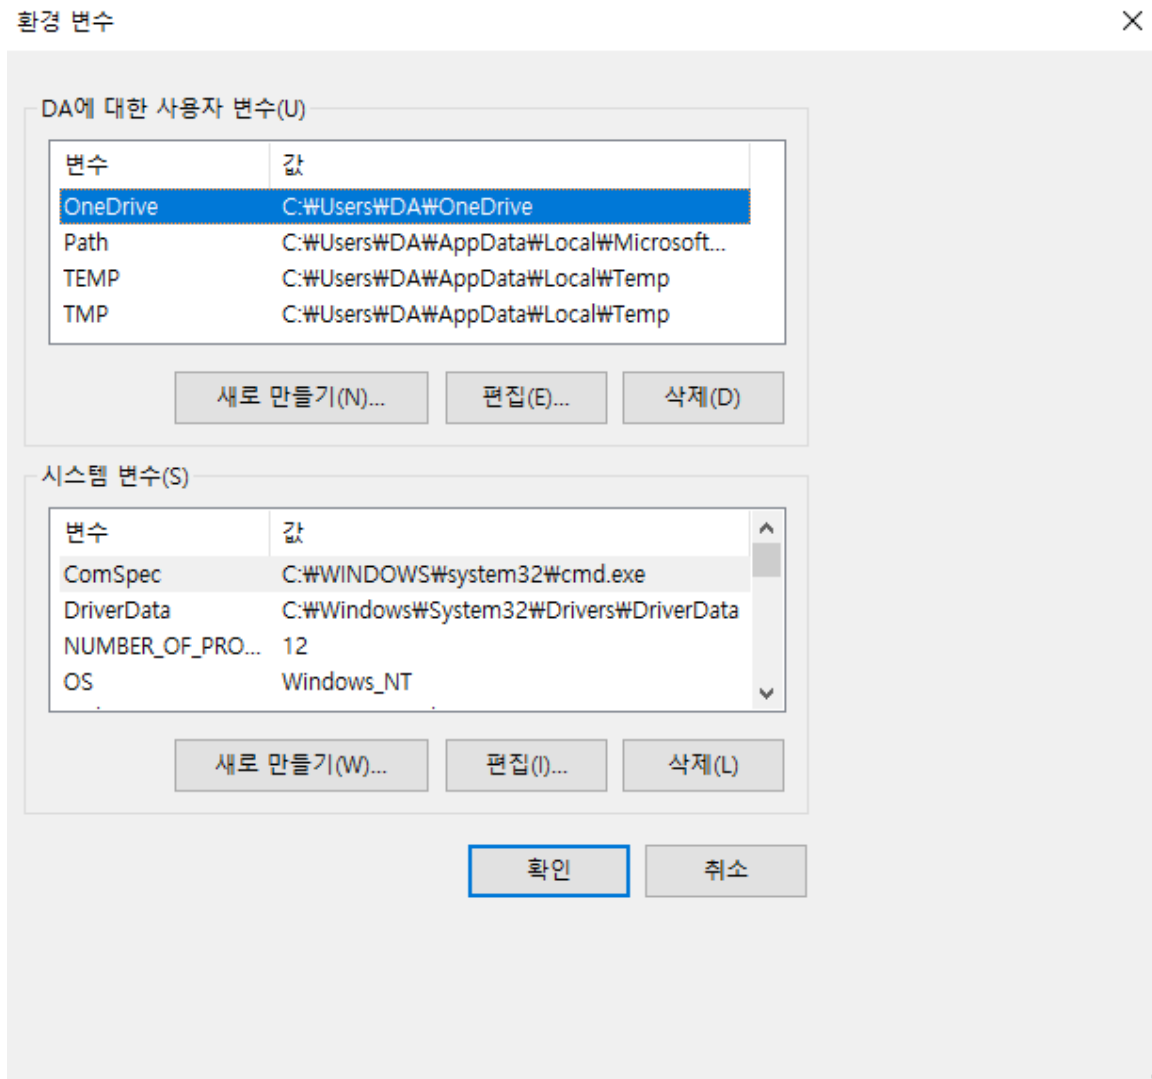 환경 변수
DA에 대한 사용자 변수(U)
변수 값
OneDrive C:₩Users₩DA₩OneDrive
Path C:₩Users₩DA₩AppData₩Local₩Microsoft...
TEMP C:₩Users₩DA₩AppData₩Local₩Temp
TMP C:₩Users₩DA₩AppData₩Local₩Temp
새로 만들기(N)... 편집(E)... 삭제(D)
시스템 변수(S)
변수 값
ComSpec C:₩WINDOWS₩system32₩cmd.exe
DriverData C:₩Windows₩System32₩Drivers₩DriverData
NUMBER_OF_PRO... 12
OS Windows_NT
새로 만들기(W)... 편집(I)... 삭제(L)
확인 취소